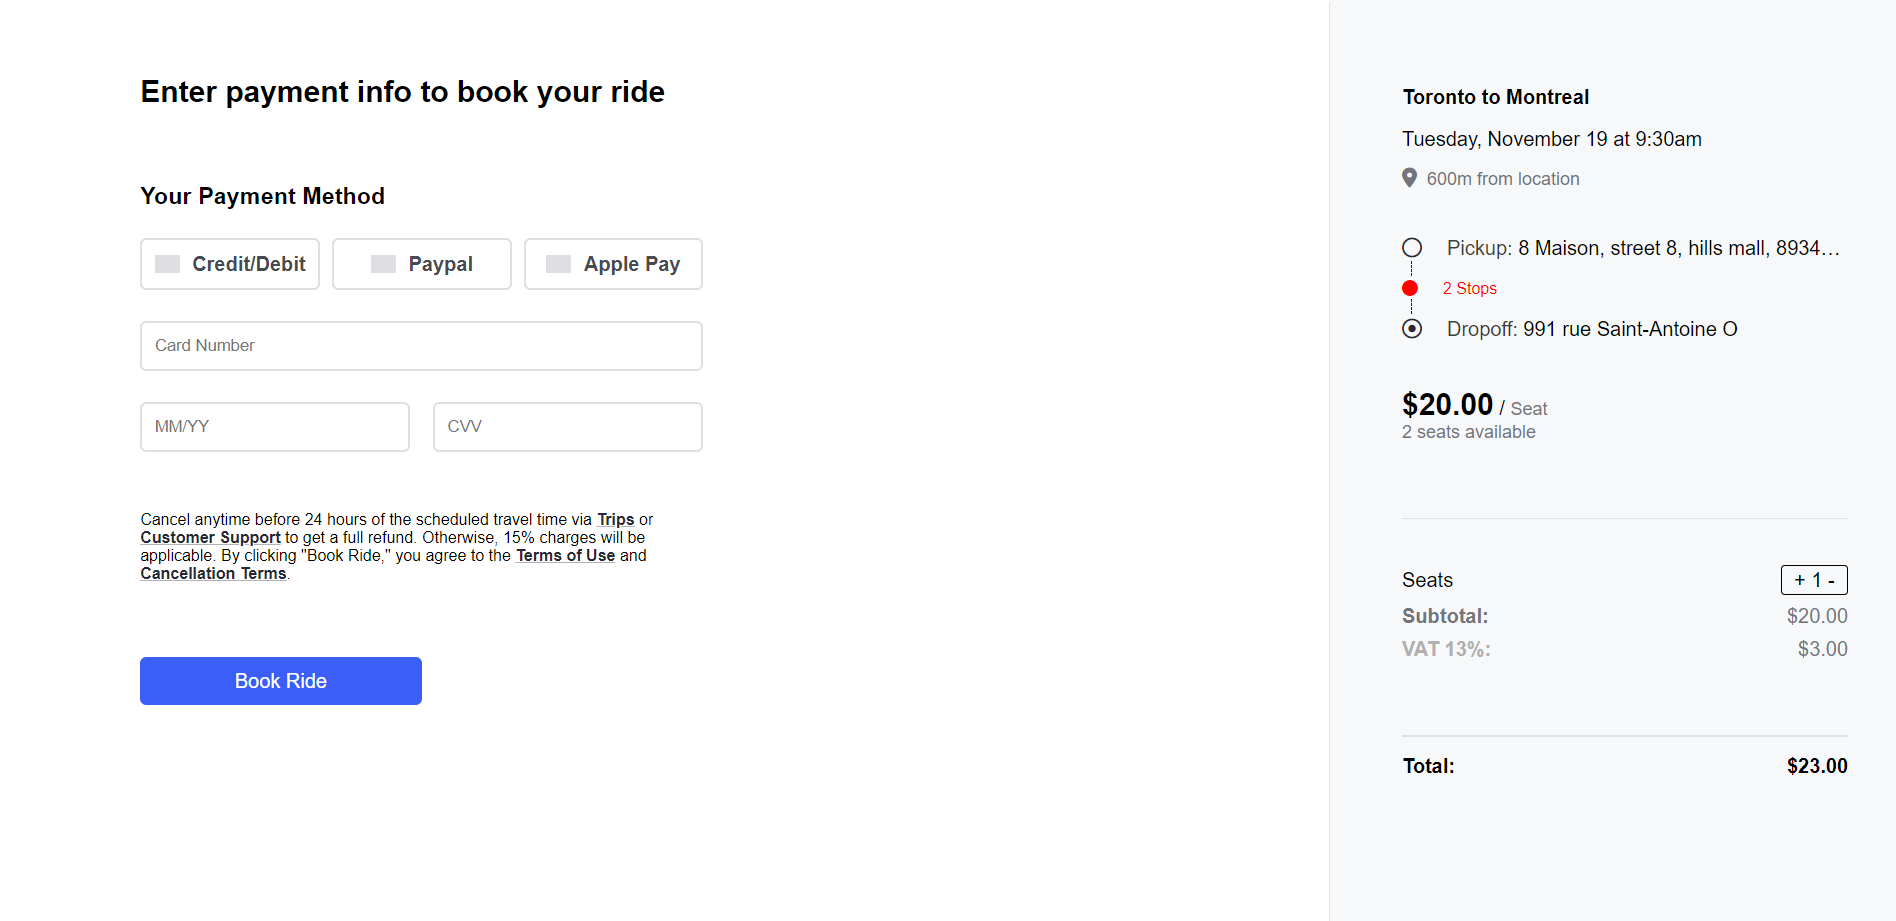 Enter payment info to book your ride
Your Payment Method
Credit/Debit
Paypal
Apple Pay
Card Number
MM/YY
CVV
Cancel anytime before 24 hours of the scheduled travel time via Trips or
Customer Support to get a full refund. Otherwise, 15% charges will be
applicable. By clicking "Book Ride," you agree to the Terms of Use and
Cancellation Terms.
Book Ride
Toronto to Montreal
Tuesday, November 19 at 9:30am
600m from location
Pickup: 8 Maison, street 8, hills mall, 8934...
2 Stops
Dropoff: 991 rue Saint-Antoine O
$20.00 / Seat
2 seats available
Seats + 1 -
Subtotal: $20.00
VAT 13%: $3.00
Total: $23.00